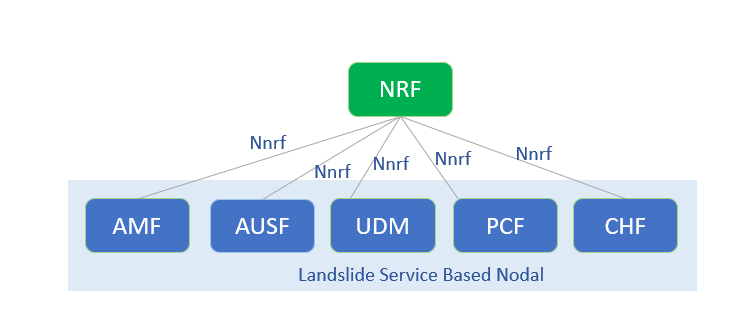 NRF
Nnrf
Nnrf
Nnrf
Nnrf
Nnrf
AMF
AUSF
UDM
PCF
CHF
Landslide Service Based Nodal